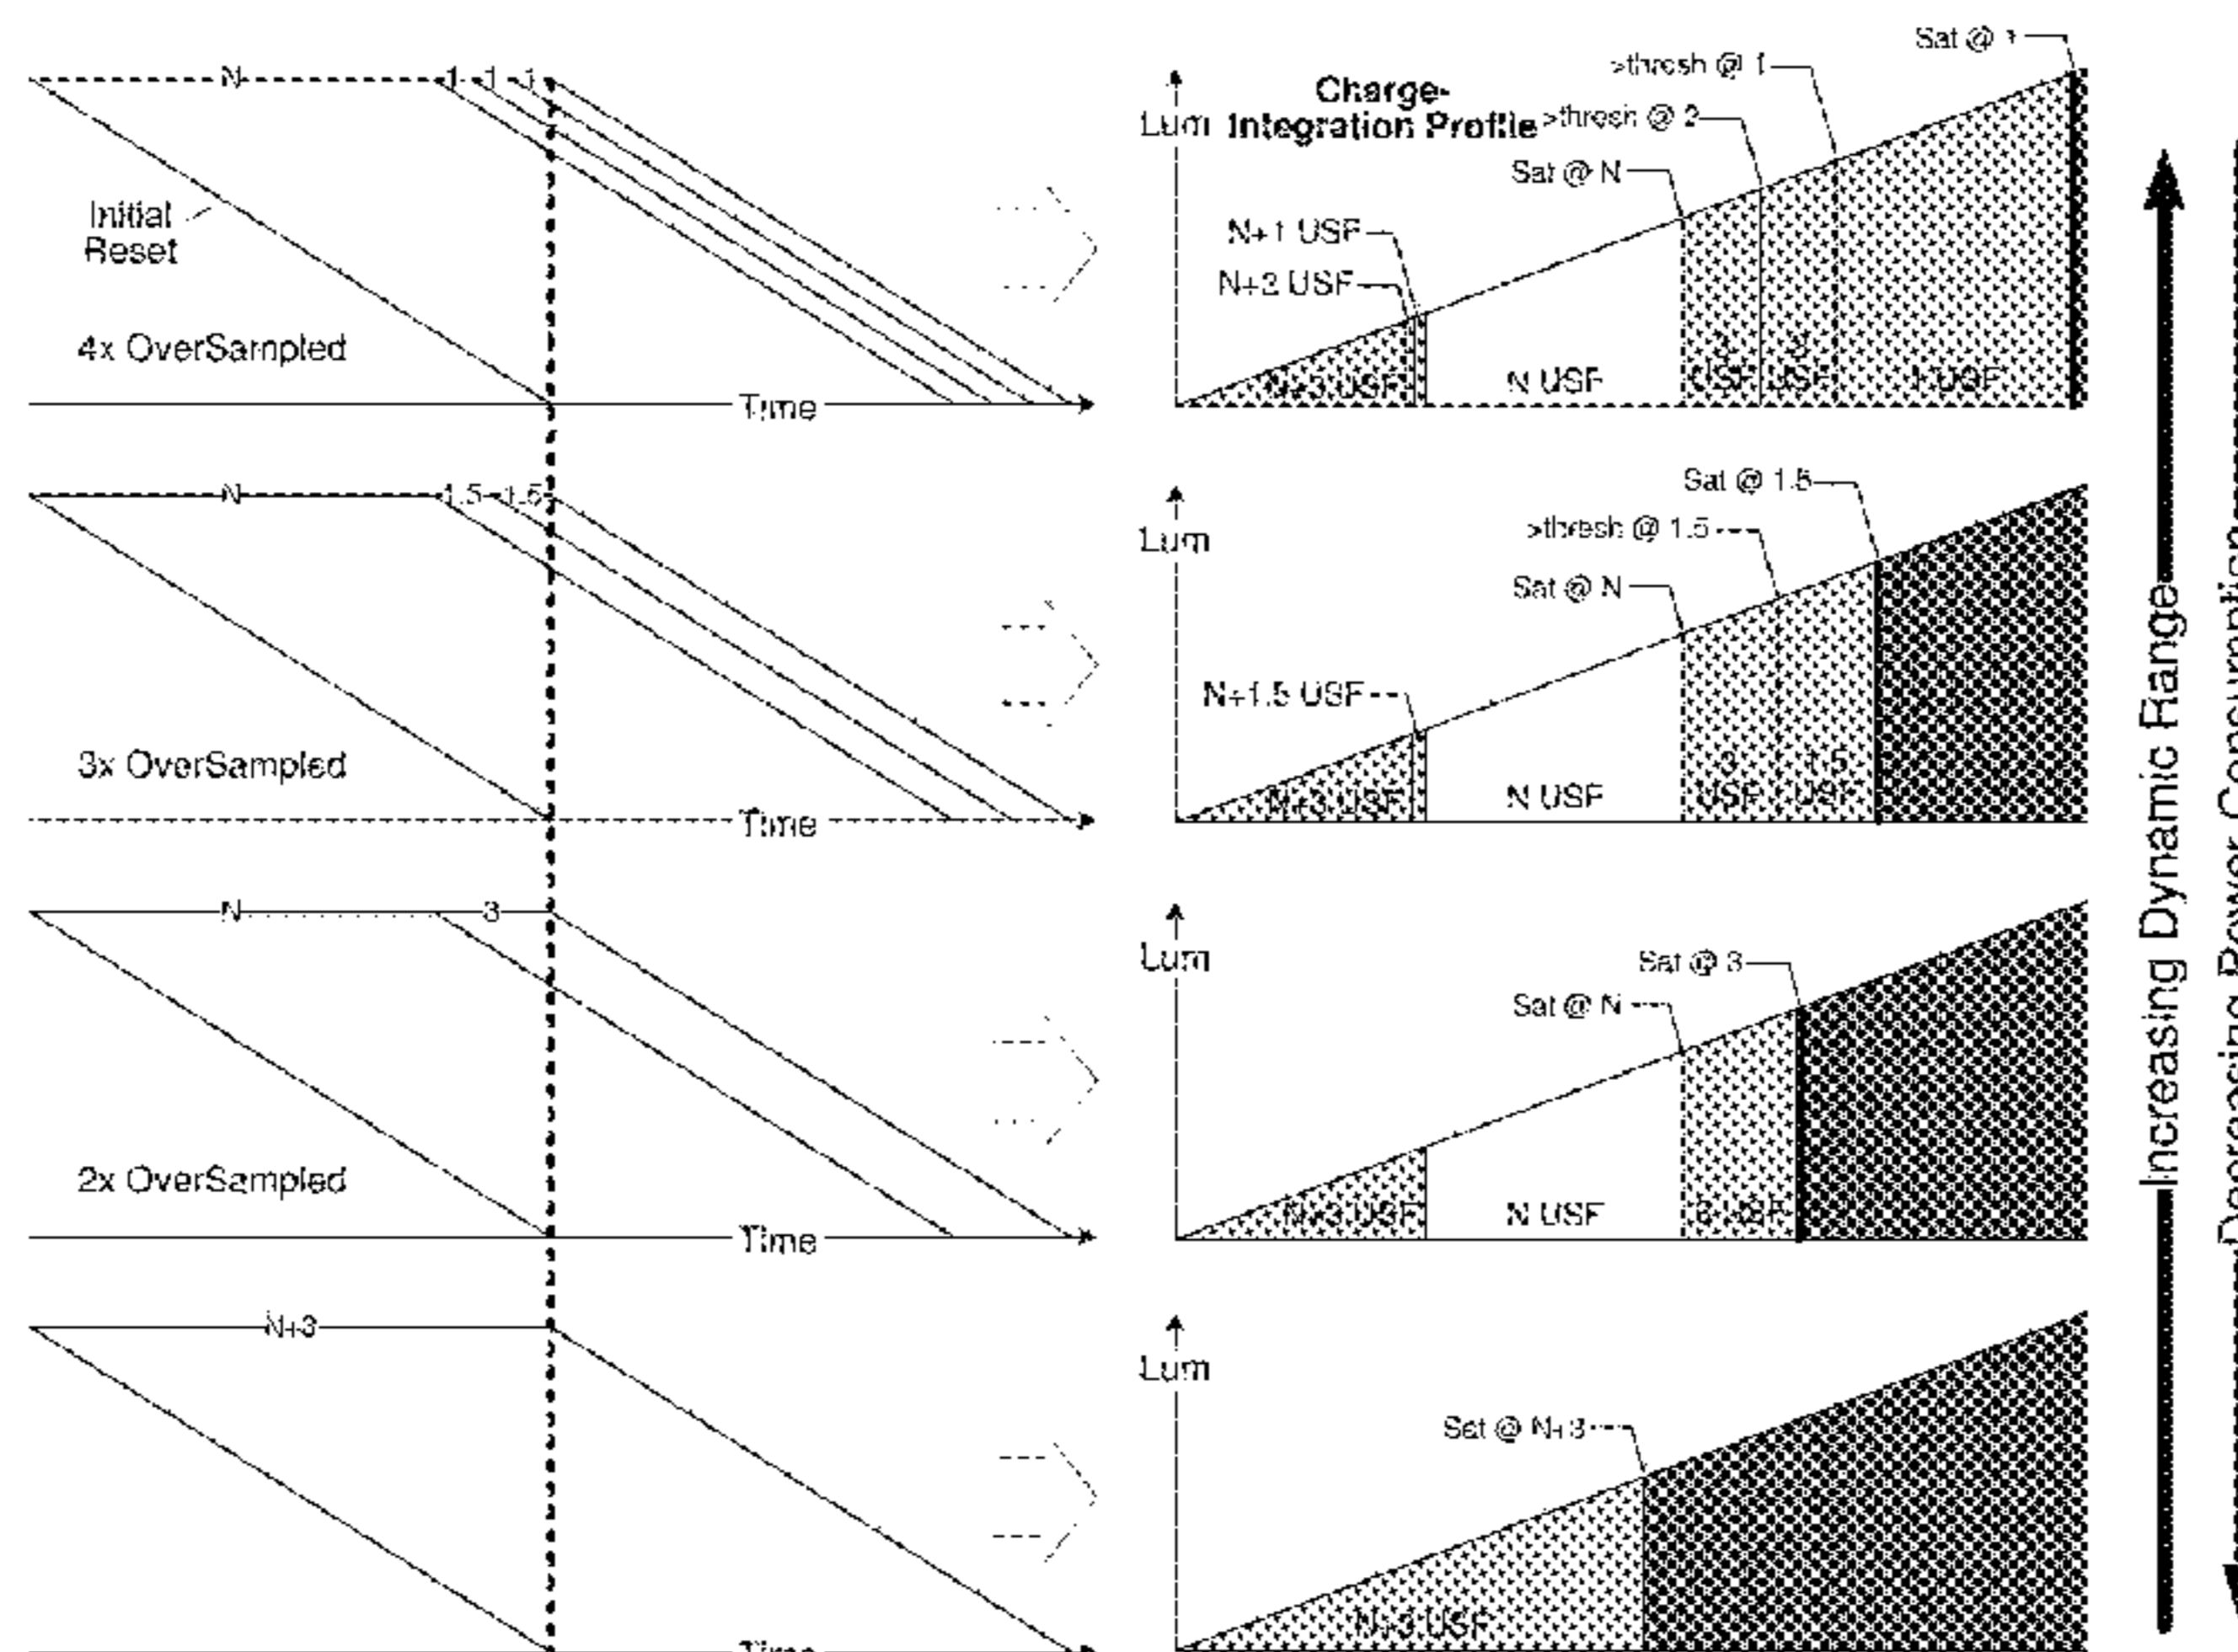 N 1 1 1
Initial
Reset
4x OverSampled
Time
Charge-
Integration Profile
Lum
Sat @ 1
>thresh @ 1
>thresh @ 2
Sat @ N
N+1 USF
N+2 USF
N+3 USF
N USF
USF
USF
1 USF
N 1.5 1.5
3x OverSampled
Time
Lum
Sat @ 1.5
>thresh @ 1.5
Sat @ N
N+1.5 USF
N+3 USF
N USF
3
USF
1.5
USF
N 3
2x OverSampled
Time
Lum
Sat @ 3
Sat @ N
N+3 USF
N USF
3 USF
N+3
Time
Lum
Sat @ N+3
N+3 USF
Increasing Dynamic Range
Decreasing Power Consumption